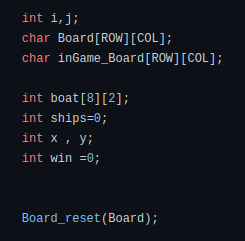 int i,j;
char Board[ROW][COL];
char inGame_Board[ROW][COL];
int boat[8][2];
int ships=0;
int x , y;
int win =0;
Board_reset(Board);